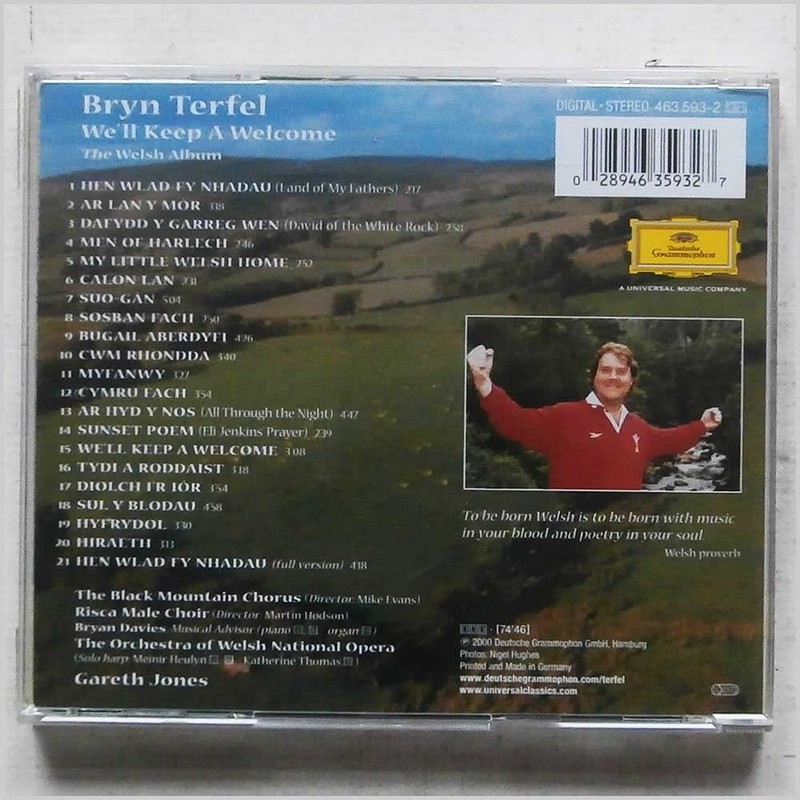 Bryn Terfel
We'll Keep A Welcome
The Welsh Album
1 HEN WLAD FY NHADAU (Land of My Fathers) 2'17
2 AR LAN Y MÔR 3'18
3 DAFYDD Y GARREG WEN (David of the White Rock) 2'58
4 MEN OF HARLECH 2'46
5 MY LITTLE WELSH HOME 2'52
6 CALON LAN 2'31
7 SUO-GÂN 5'04
8 SOSBAN FACH 2'50
9 BUGAIL ABERDYFI 4'26
10 CWM RHONDDA 3'40
11 MYFANWY 3'27
12 CYMRU FACH 3'54
13 AR HYD Y NOS (All Through the Night) 4'47
14 SUNSET POEM (Eli Jenkins' Prayer) 2'39
15 WE'LL KEEP A WELCOME 3'08
16 TYDI A RODDAIST 3'38
17 DIOLCH I'R IÔR 3'54
18 SUL Y BLODAU 4'58
19 HYFRYDOL 3'30
20 HIRAETH 3'13
21 HEN WLAD FY NHADAU (full version) 4'38
The Black Mountain Chorus (Director: Mike Evans)
Risca Male Choir (Director: Martin Hodson)
Bryan Davies Musical Advisor (piano organ)
The Orchestra of Welsh National Opera
(Solo harp: Meinir Heulyn Katherine Thomas)
Gareth Jones
DIGITAL·STEREO 463 593-2
0 28946 35932 7
Deutsche
Grammophon
A UNIVERSAL MUSIC COMPANY
To be born Welsh is to be born with music
in your blood and poetry in your soul.
Welsh proverb
DDD · [74'46]
℗ 2000 Deutsche Grammophon GmbH, Hamburg
Photos: Nigel Hughes
Printed and Made in Germany
www.deutschegrammophon.com/terfel
www.universalclassics.com